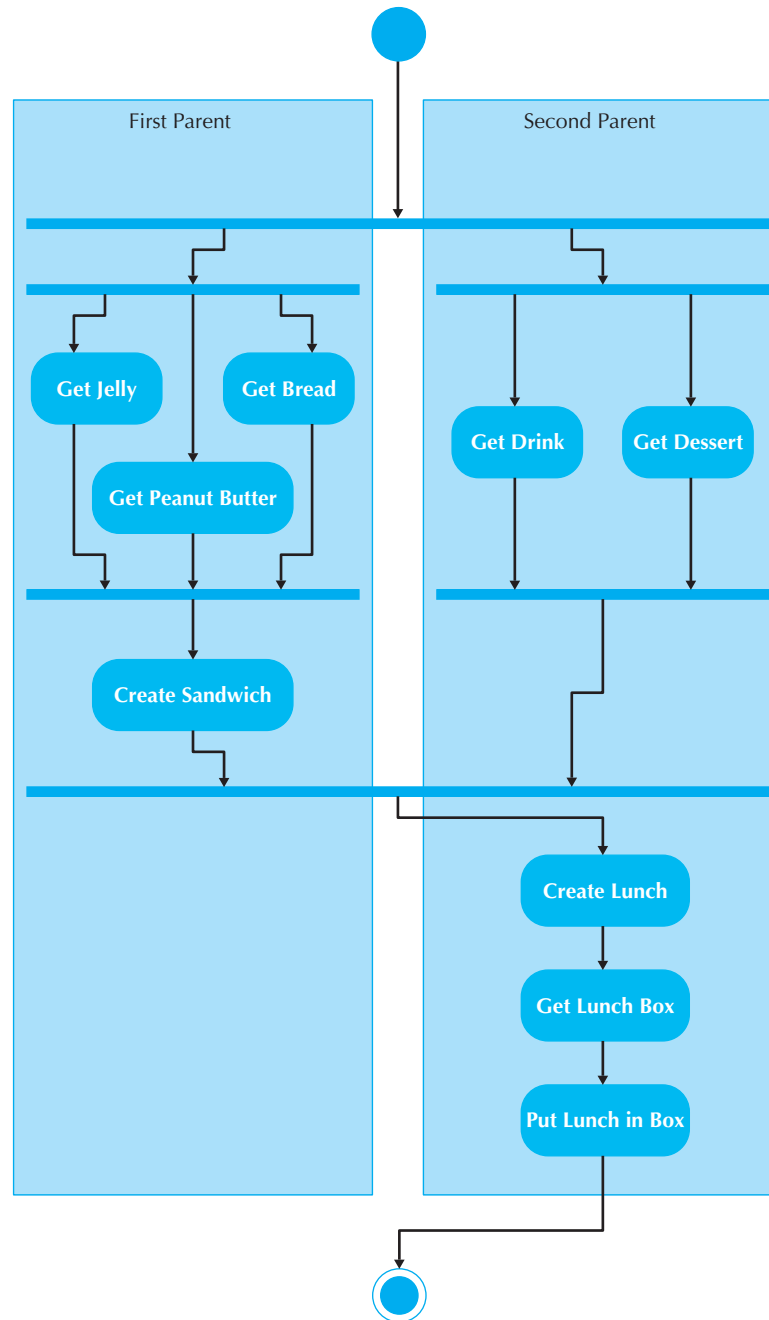 First Parent
Second Parent
Get Jelly
Get Bread
Get Drink
Get Dessert
Get Peanut Butter
Create Sandwich
Create Lunch
Get Lunch Box
Put Lunch in Box